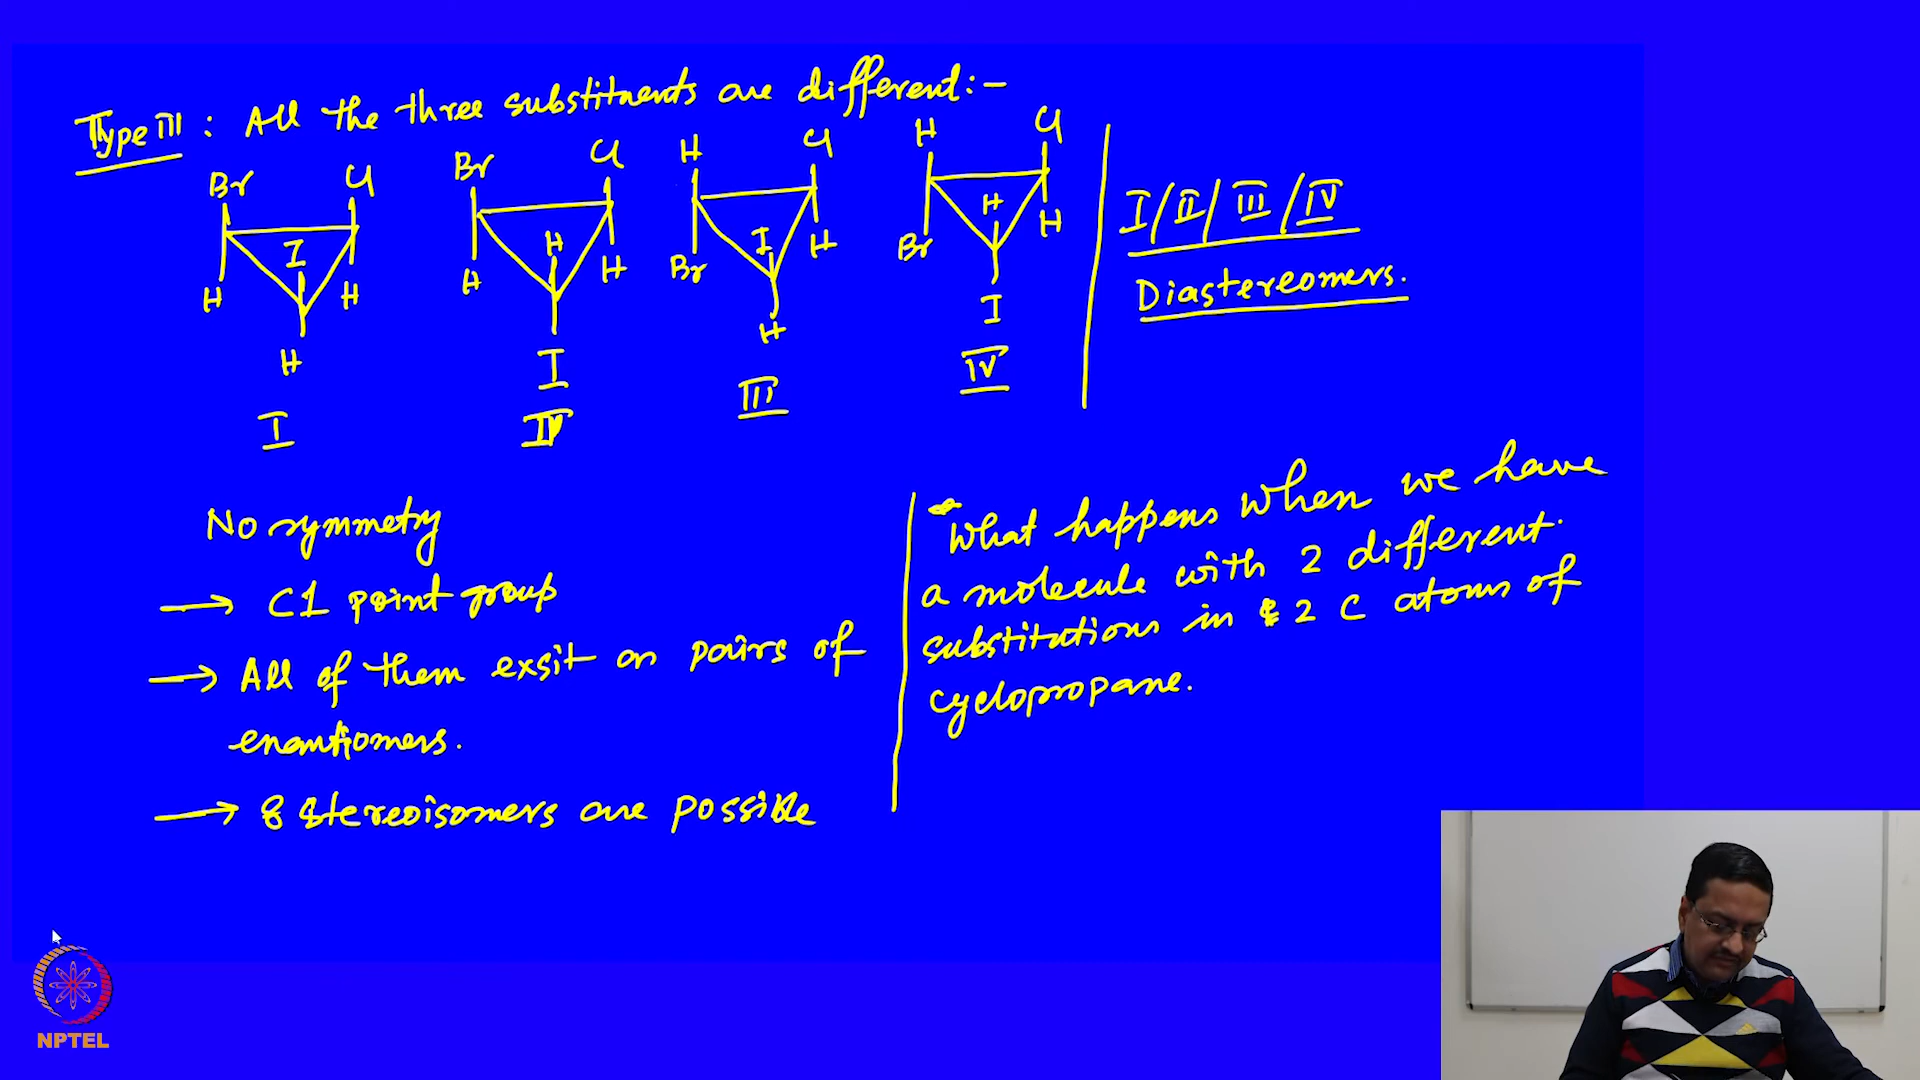 Type III : All the three substituents are different:-
Br Cl Br Cl H Cl H Cl
I H I H
H H H H Br H Br H
H I H I
I II III IV
I/II/III/IV
Diastereomers.
No symmetry
→ C1 point group
→ All of them exsit as pairs of
enantiomers.
→ 8 stereoisomers are possible
What happens when we have
a molecule with 2 different
substitutions in 2 C atoms of
cyclopropane.
NPTEL